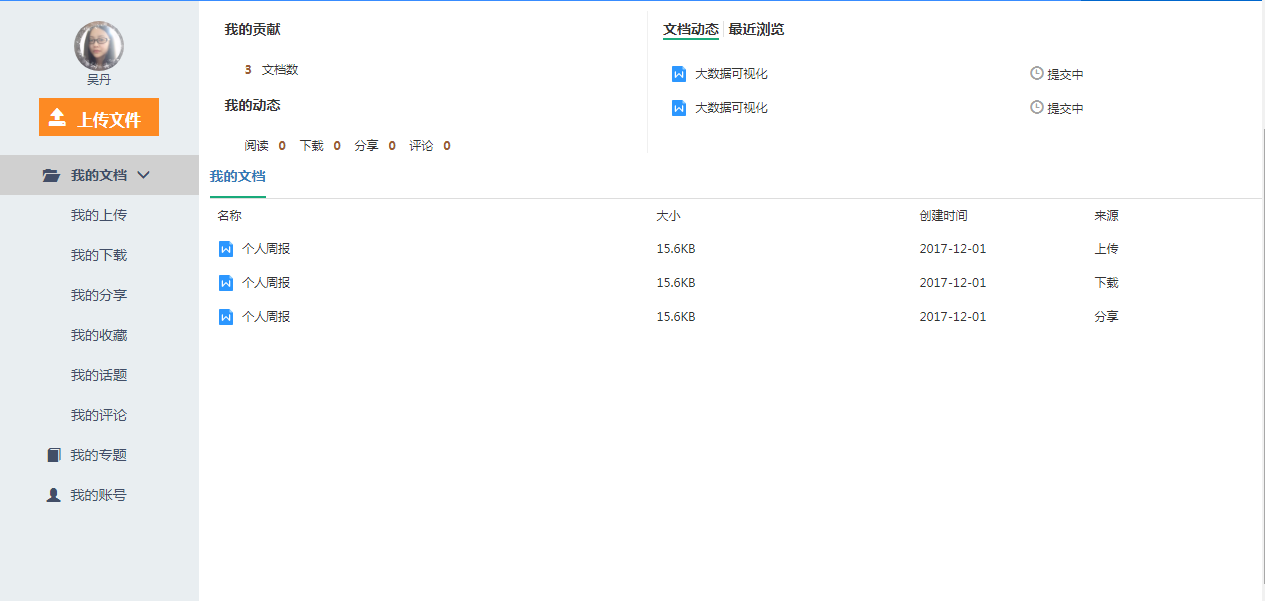 吴丹
上传文件
我的文档
我的上传
我的下载
我的分享
我的收藏
我的话题
我的评论
我的专题
我的账号
我的贡献
3 文档数
我的动态
阅读 0 下载 0 分享 0 评论 0
文档动态 最近浏览
大数据可视化 提交中
大数据可视化 提交中
我的文档
名称 大小 创建时间 来源
个人周报 15.6KB 2017-12-01 上传
个人周报 15.6KB 2017-12-01 下载
个人周报 15.6KB 2017-12-01 分享